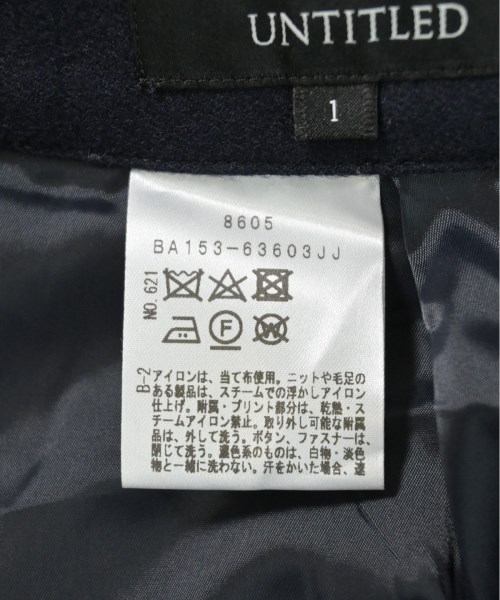 UNTITLED
1
8605
BA153-63603JJ
NO.621
F
W
B-2
アイロンは、当て布使用。ニットや毛足の
ある製品は、スチームでの浮かしアイロン
仕上げ。附属・プリント部分は、乾熱・ス
チームアイロン禁止。取り外し可能な附属
品は、外して洗う。ボタン、ファスナーは、
閉じて洗う。濃色系のものは、白物・淡色
物と一緒に洗わない。汗をかいた場合、速